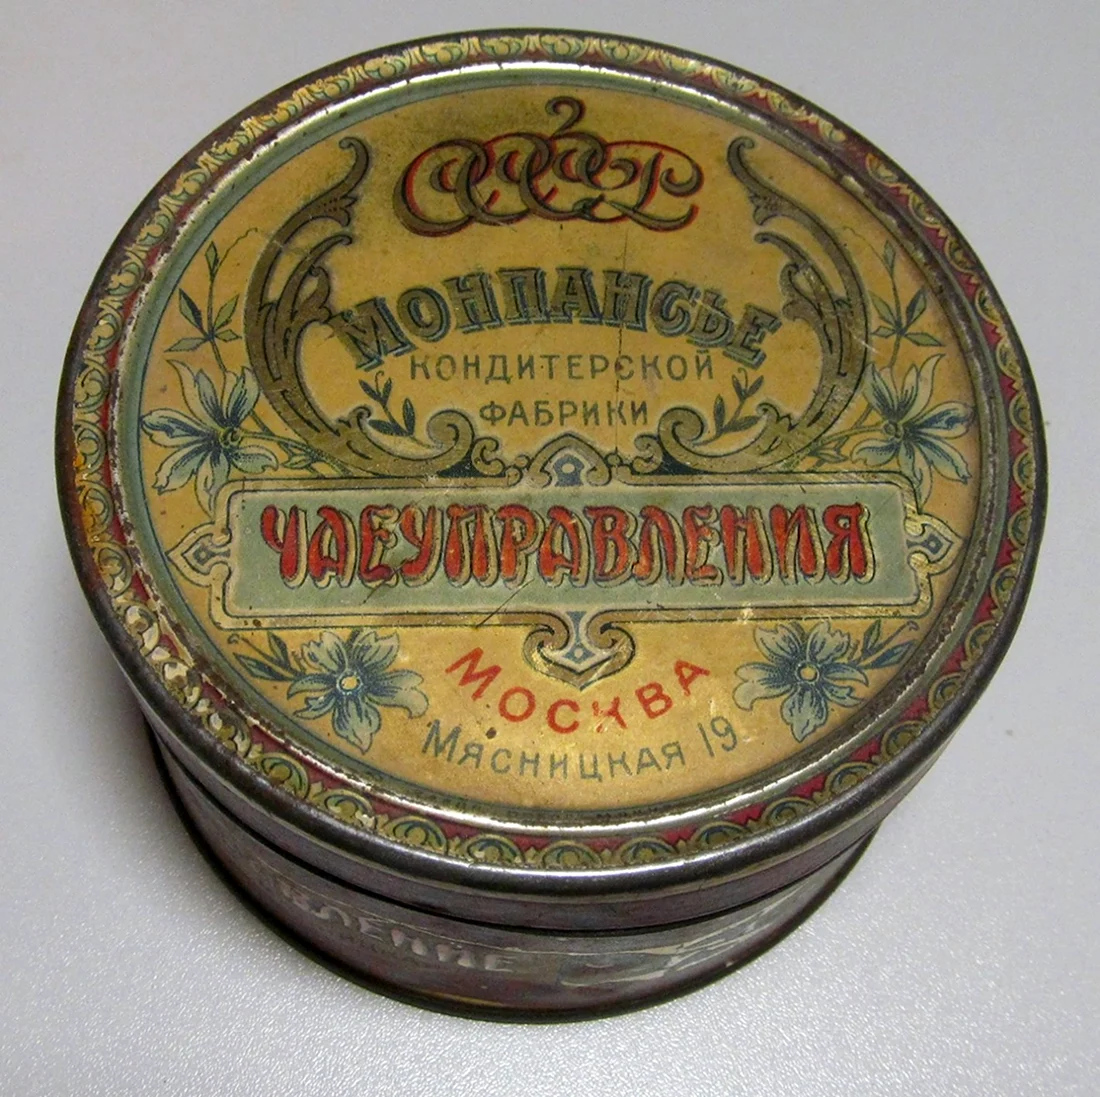 СССР
МОНПАНСЬЕ
КОНДИТЕРСКОЙ
ФАБРИКИ
ЧАЕУПРАВЛЕНИЯ
МОСКВА
МЯСНИЦКАЯ 19